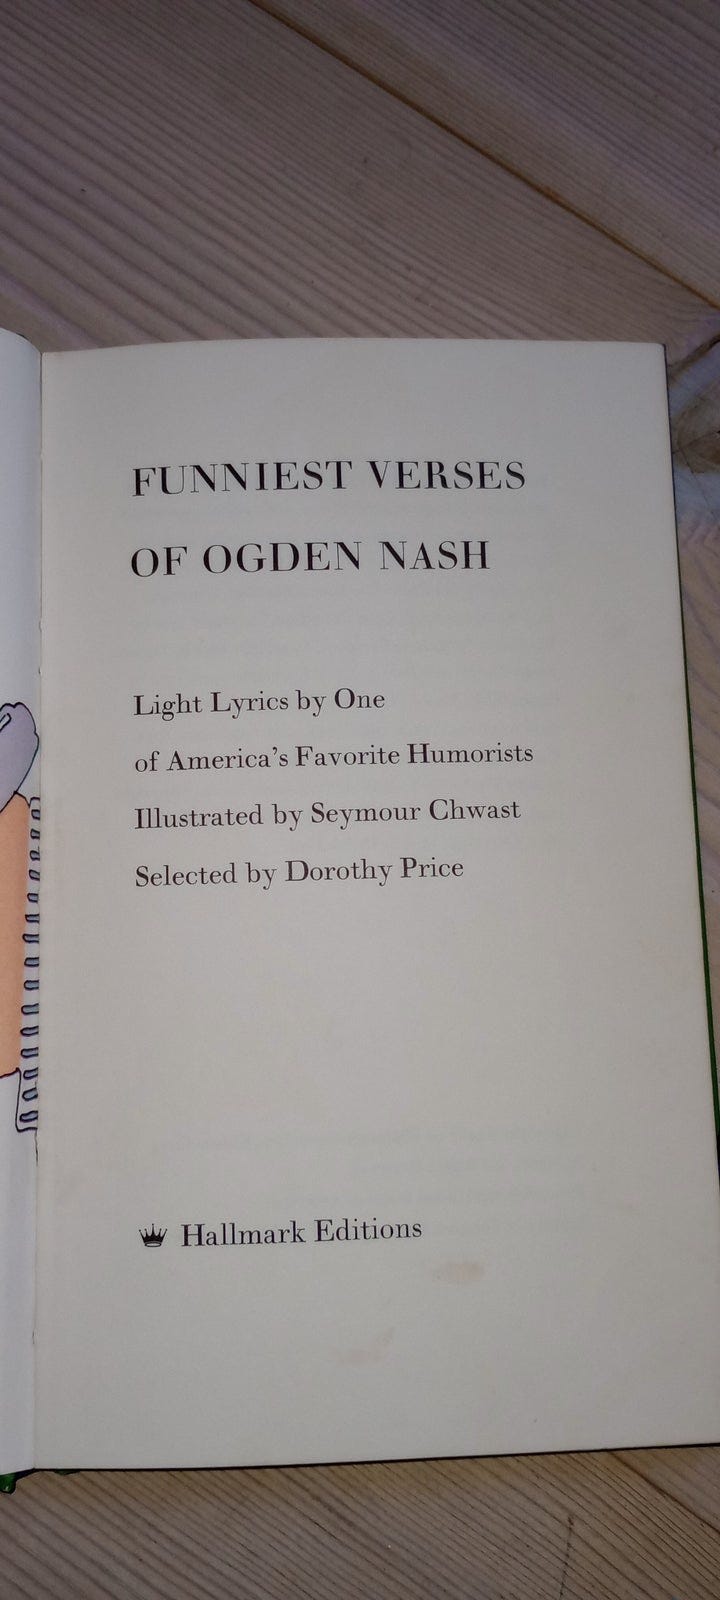 FUNNIEST VERSES
OF OGDEN NASH
Light Lyrics by One
of America's Favorite Humorists
Illustrated by Seymour Chwast
Selected by Dorothy Price
Hallmark Editions